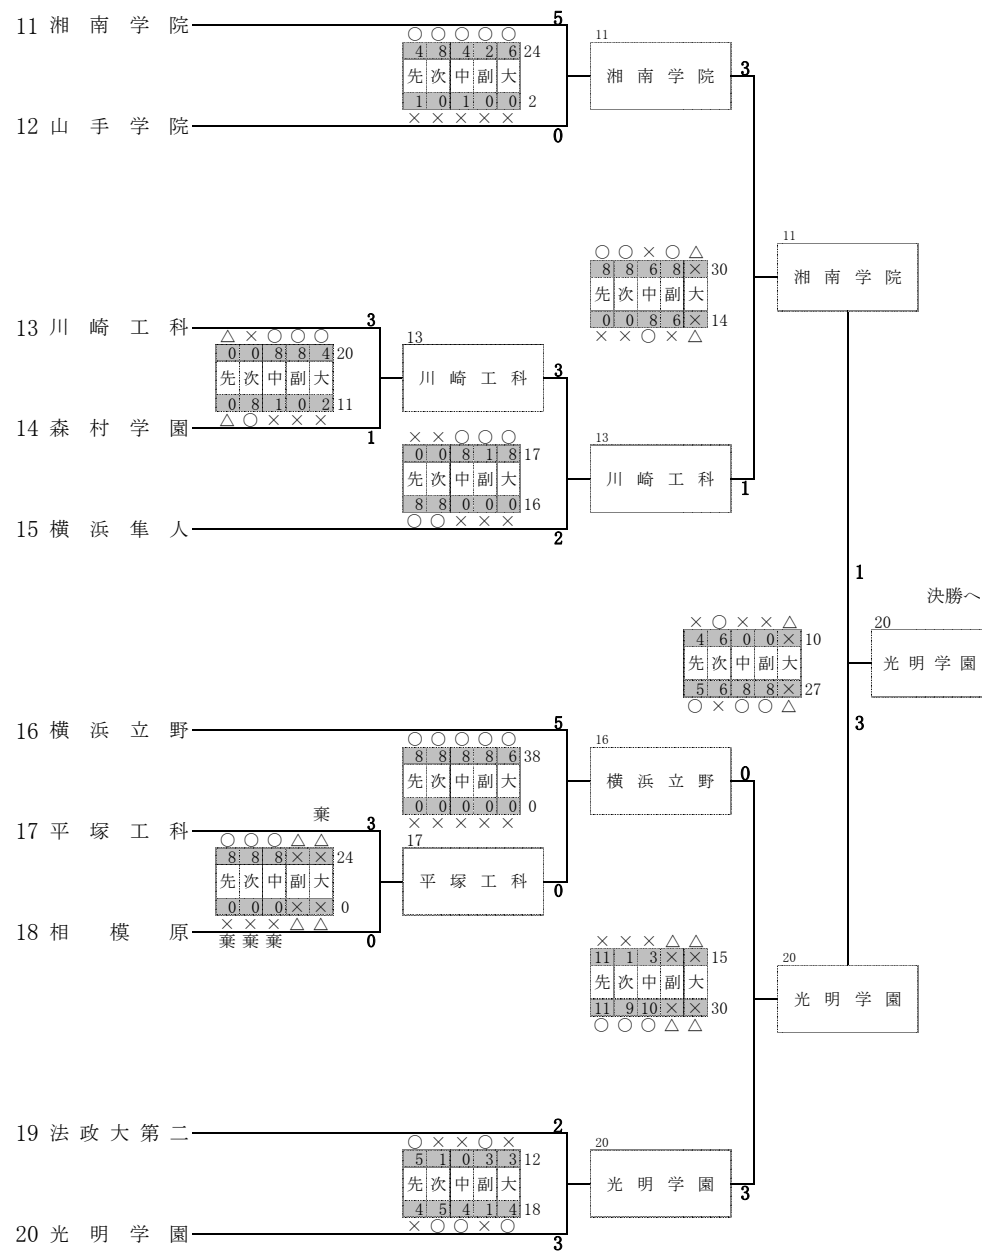 11 湘南学院 5
○○○○○
4 8 4 2 6 24
先次中副大
1 0 1 0 0 2
×××××
12 山手学院 0
11
湘南学院 3
○○×○△
8 8 6 8 × 30
先次中副大
0 0 8 6 × 14
××○×△
11
湘南学院
13 川崎工科 3
△×○○○
0 0 8 8 4 20
先次中副大
0 8 1 0 2 11
△○×××
14 森村学園 1
13
川崎工科 3
××○○○
0 0 8 1 8 17
先次中副大
8 8 0 0 0 16
○○×××
15 横浜隼人 2
13
川崎工科 1
1
決勝へ
×○××△
4 6 0 0 × 10
先次中副大
5 6 8 8 × 27
○×○○△
20
光明学園
3
16 横浜立野 5
○○○○○
8 8 8 8 6 38
先次中副大
0 0 0 0 0 0
×××××
16
横浜立野 0
棄
17 平塚工科 3
○○○△△
8 8 8 × × 24
先次中副大
0 0 0 × × 0
×××△△
棄棄棄
18 相模原 0
17
平塚工科 0
×××△△
11 1 3 × × 15
先次中副大
11 9 10 × × 30
○○○△△
20
光明学園
19 法政大第二 2
○××○×
5 1 0 3 3 12
先次中副大
4 5 4 1 4 18
×○○×○
20 光明学園 3
20
光明学園 3